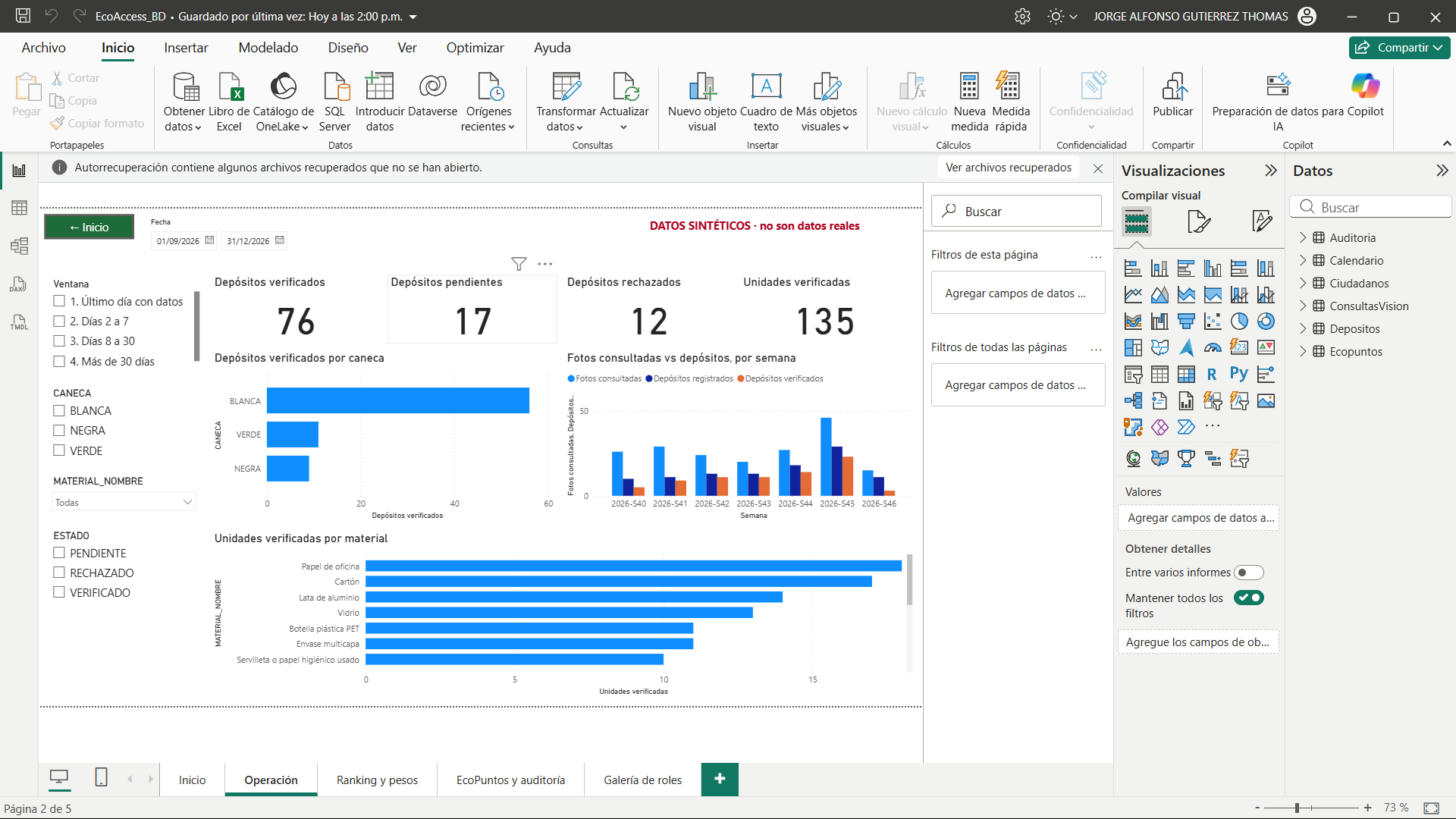 EcoAccess_BD • Guardado por última vez: Hoy a las 2:00 p.m.
JORGE ALFONSO GUTIERREZ THOMAS
Archivo
Inicio
Insertar
Modelado
Diseño
Ver
Optimizar
Ayuda
Compartir
Pegar
Cortar
Copia
Copiar formato
Portapapeles
Obtener datos
Libro de Excel
Catálogo de OneLake
SQL Server
Introducir datos
Dataverse
Orígenes recientes
Datos
Transformar datos
Actualizar
Consultas
Nuevo objeto visual
Cuadro de texto
Más objetos visuales
Insertar
Nuevo cálculo visual
Nueva medida
Medida rápida
Cálculos
Confidencialidad
Confidencialidad
Publicar
Compartir
Preparación de datos para IA
Copilot
Copilot
Autorrecuperación contiene algunos archivos recuperados que no se han abierto.
Ver archivos recuperados
DAX
TMDL
← Inicio
Fecha
01/09/2026
31/12/2026
DATOS SINTÉTICOS - no son datos reales
Ventana
1. Último día con datos
2. Días 2 a 7
3. Días 8 a 30
4. Más de 30 días
CANECA
BLANCA
NEGRA
VERDE
MATERIAL_NOMBRE
Todas
ESTADO
PENDIENTE
RECHAZADO
VERIFICADO
Depósitos verificados
76
Depósitos pendientes
17
Depósitos rechazados
12
Unidades verificadas
135
Depósitos verificados por caneca
CANECA
BLANCA
VERDE
NEGRA
0 20 40 60
Depósitos verificados
Fotos consultadas vs depósitos, por semana
Fotos consultadas
Depósitos registrados
Depósitos verificados
Fotos consultadas, Depósitos...
50
0
2026-S40 2026-S41 2026-S42 2026-S43 2026-S44 2026-S45 2026-S46
Semana
Unidades verificadas por material
MATERIAL_NOMBRE
Papel de oficina
Cartón
Lata de aluminio
Vidrio
Botella plástica PET
Envase multicapa
Servilleta o papel higiénico usado
0 5 10 15
Unidades verificadas
Buscar
Filtros de esta página
...
Agregar campos de datos ...
Filtros de todas las páginas
...
Agregar campos de datos ...
Visualizaciones
Compilar visual
123
R
Py
...
Valores
Agregar campos de datos a...
Obtener detalles
Entre varios informes
Mantener todos los filtros
Agregue los campos de ob...
Datos
Buscar
Auditoria
Calendario
Ciudadanos
ConsultasVision
Depositos
Ecopuntos
Inicio
Operación
Ranking y pesos
EcoPuntos y auditoría
Galería de roles
+
Página 2 de 5
- + 73 %